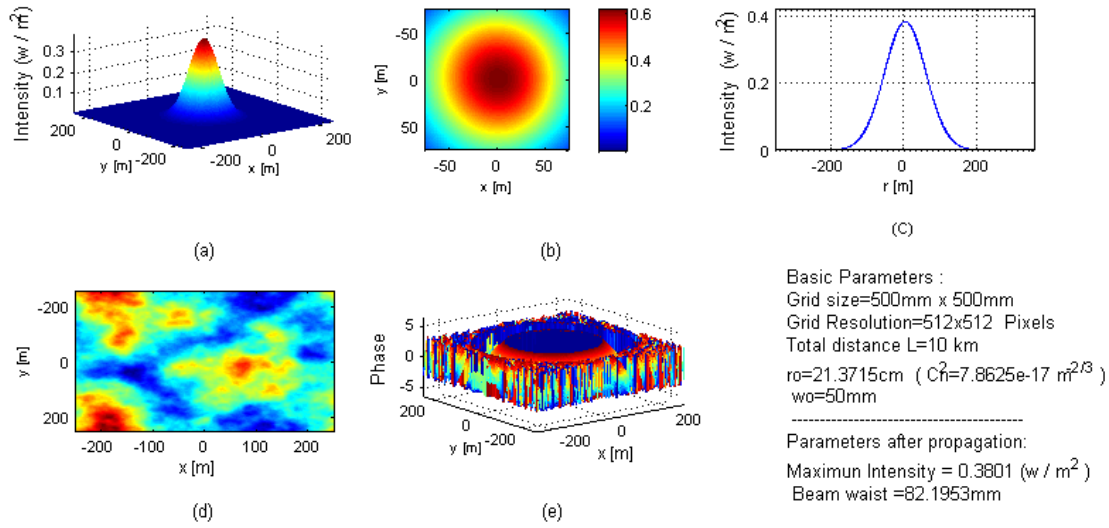 Intensity (w / m²)
0.3
0.2
0.1
200
0
-200
y [m]
-200
0
200
x [m]
(a)
y [m]
-50
0
50
-50
0
50
x [m]
0.6
0.4
0.2
(b)
Intensity (w / m²)
0.4
0.2
0
-200
0
200
r [m]
(C)
y [m]
-200
0
200
-200
-100
0
100
200
x [m]
(d)
Phase
5
0
-5
200
0
-200
y [m]
-200
0
200
x [m]
(e)
Basic Parameters :
Grid size=500mm x 500mm
Grid Resolution=512x512 Pixels
Total distance L=10 km
ro=21.3715cm ( Cn²=7.8625e-17 m^2/3 )
wo=50mm
------------------------------------------
Parameters after propagation:
Maximun Intensity = 0.3801 (w / m² )
Beam waist =82.1953mm